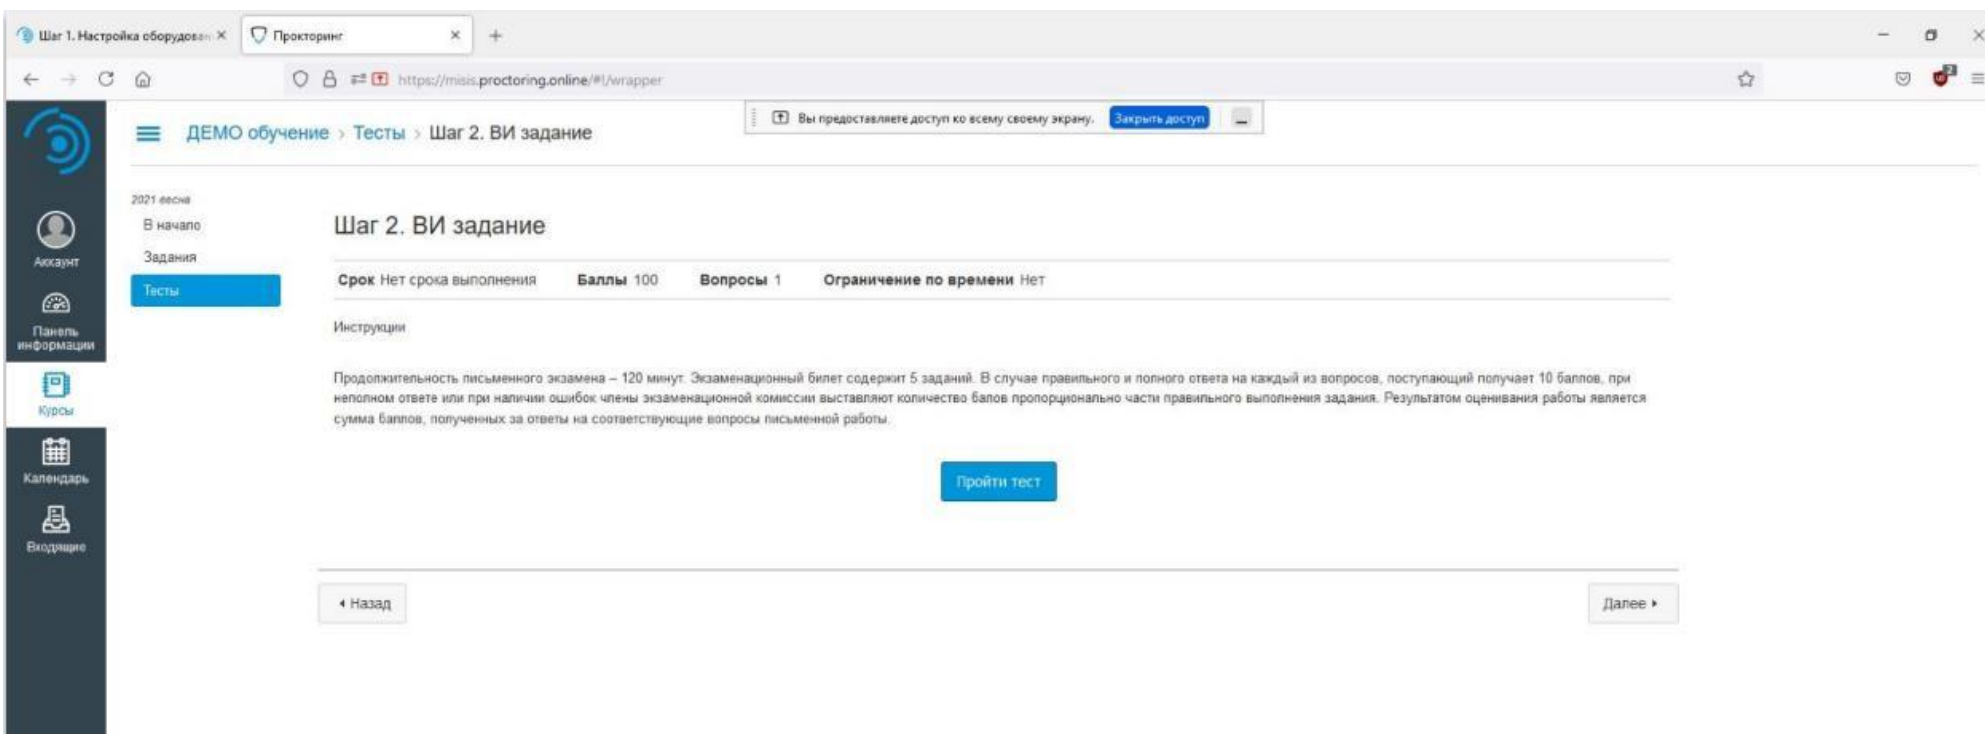 Шаг 1. Настройка оборудован
Прокторинг
https://misis.proctoring.online/#!/wrapper
2
ДЕМО обучение › Тесты › Шаг 2. ВИ задание
Вы предоставляете доступ ко всему своему экрану. Закрыть доступ
2021 весна
В начало
Задания
Тесты
Аккаунт
Панель
информации
Курсы
Календарь
Входящие
Шаг 2. ВИ задание
Срок Нет срока выполнения Баллы 100 Вопросы 1 Ограничение по времени Нет
Инструкции
Продолжительность письменного экзамена – 120 минут. Экзаменационный билет содержит 5 заданий. В случае правильного и полного ответа на каждый из вопросов, поступающий получает 10 баллов, при
неполном ответе или при наличии ошибок члены экзаменационной комиссии выставляют количество балов пропорционально части правильного выполнения задания. Результатом оценивания работы является
сумма баллов, полученных за ответы на соответствующие вопросы письменной работы.
Пройти тест
Назад
Далее